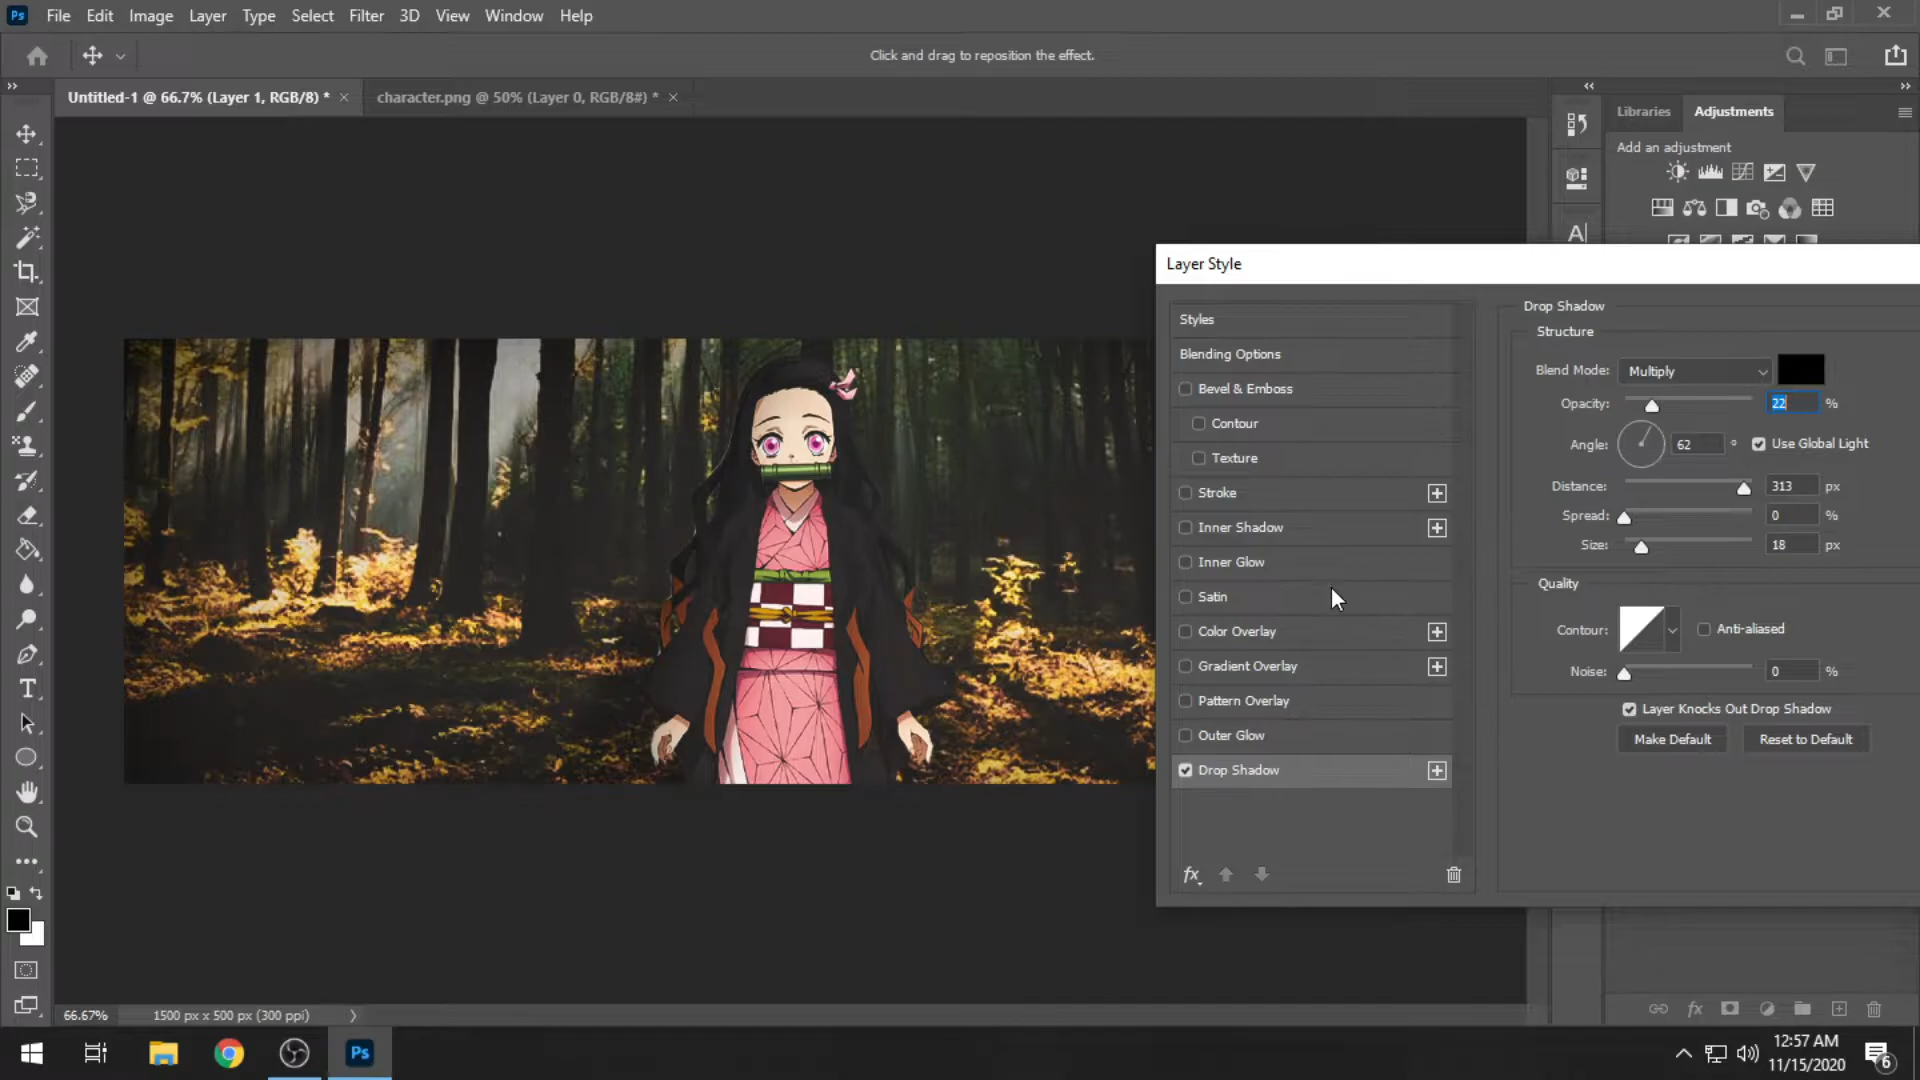 Ps File Edit Image Layer Type Select Filter 3D View Window Help
Click and drag to reposition the effect.
Untitled-1 @ 66.7% (Layer 1, RGB/8) * × character.png @ 50% (Layer 0, RGB/8#) * ×
Libraries Adjustments
Add an adjustment
Layer Style
Styles
Blending Options
Bevel & Emboss
Contour
Texture
Stroke
Inner Shadow
Inner Glow
Satin
Color Overlay
Gradient Overlay
Pattern Overlay
Outer Glow
Drop Shadow
fx
Drop Shadow
Structure
Blend Mode: Multiply
Opacity: 22 %
Angle: 62 ° Use Global Light
Distance: 313 px
Spread: 0 %
Size: 18 px
Quality
Contour: Anti-aliased
Noise: 0 %
Layer Knocks Out Drop Shadow
Make Default Reset to Default
66.67% 1500 px x 500 px (300 ppi)
fx
Ps
12:57 AM
11/15/2020
6